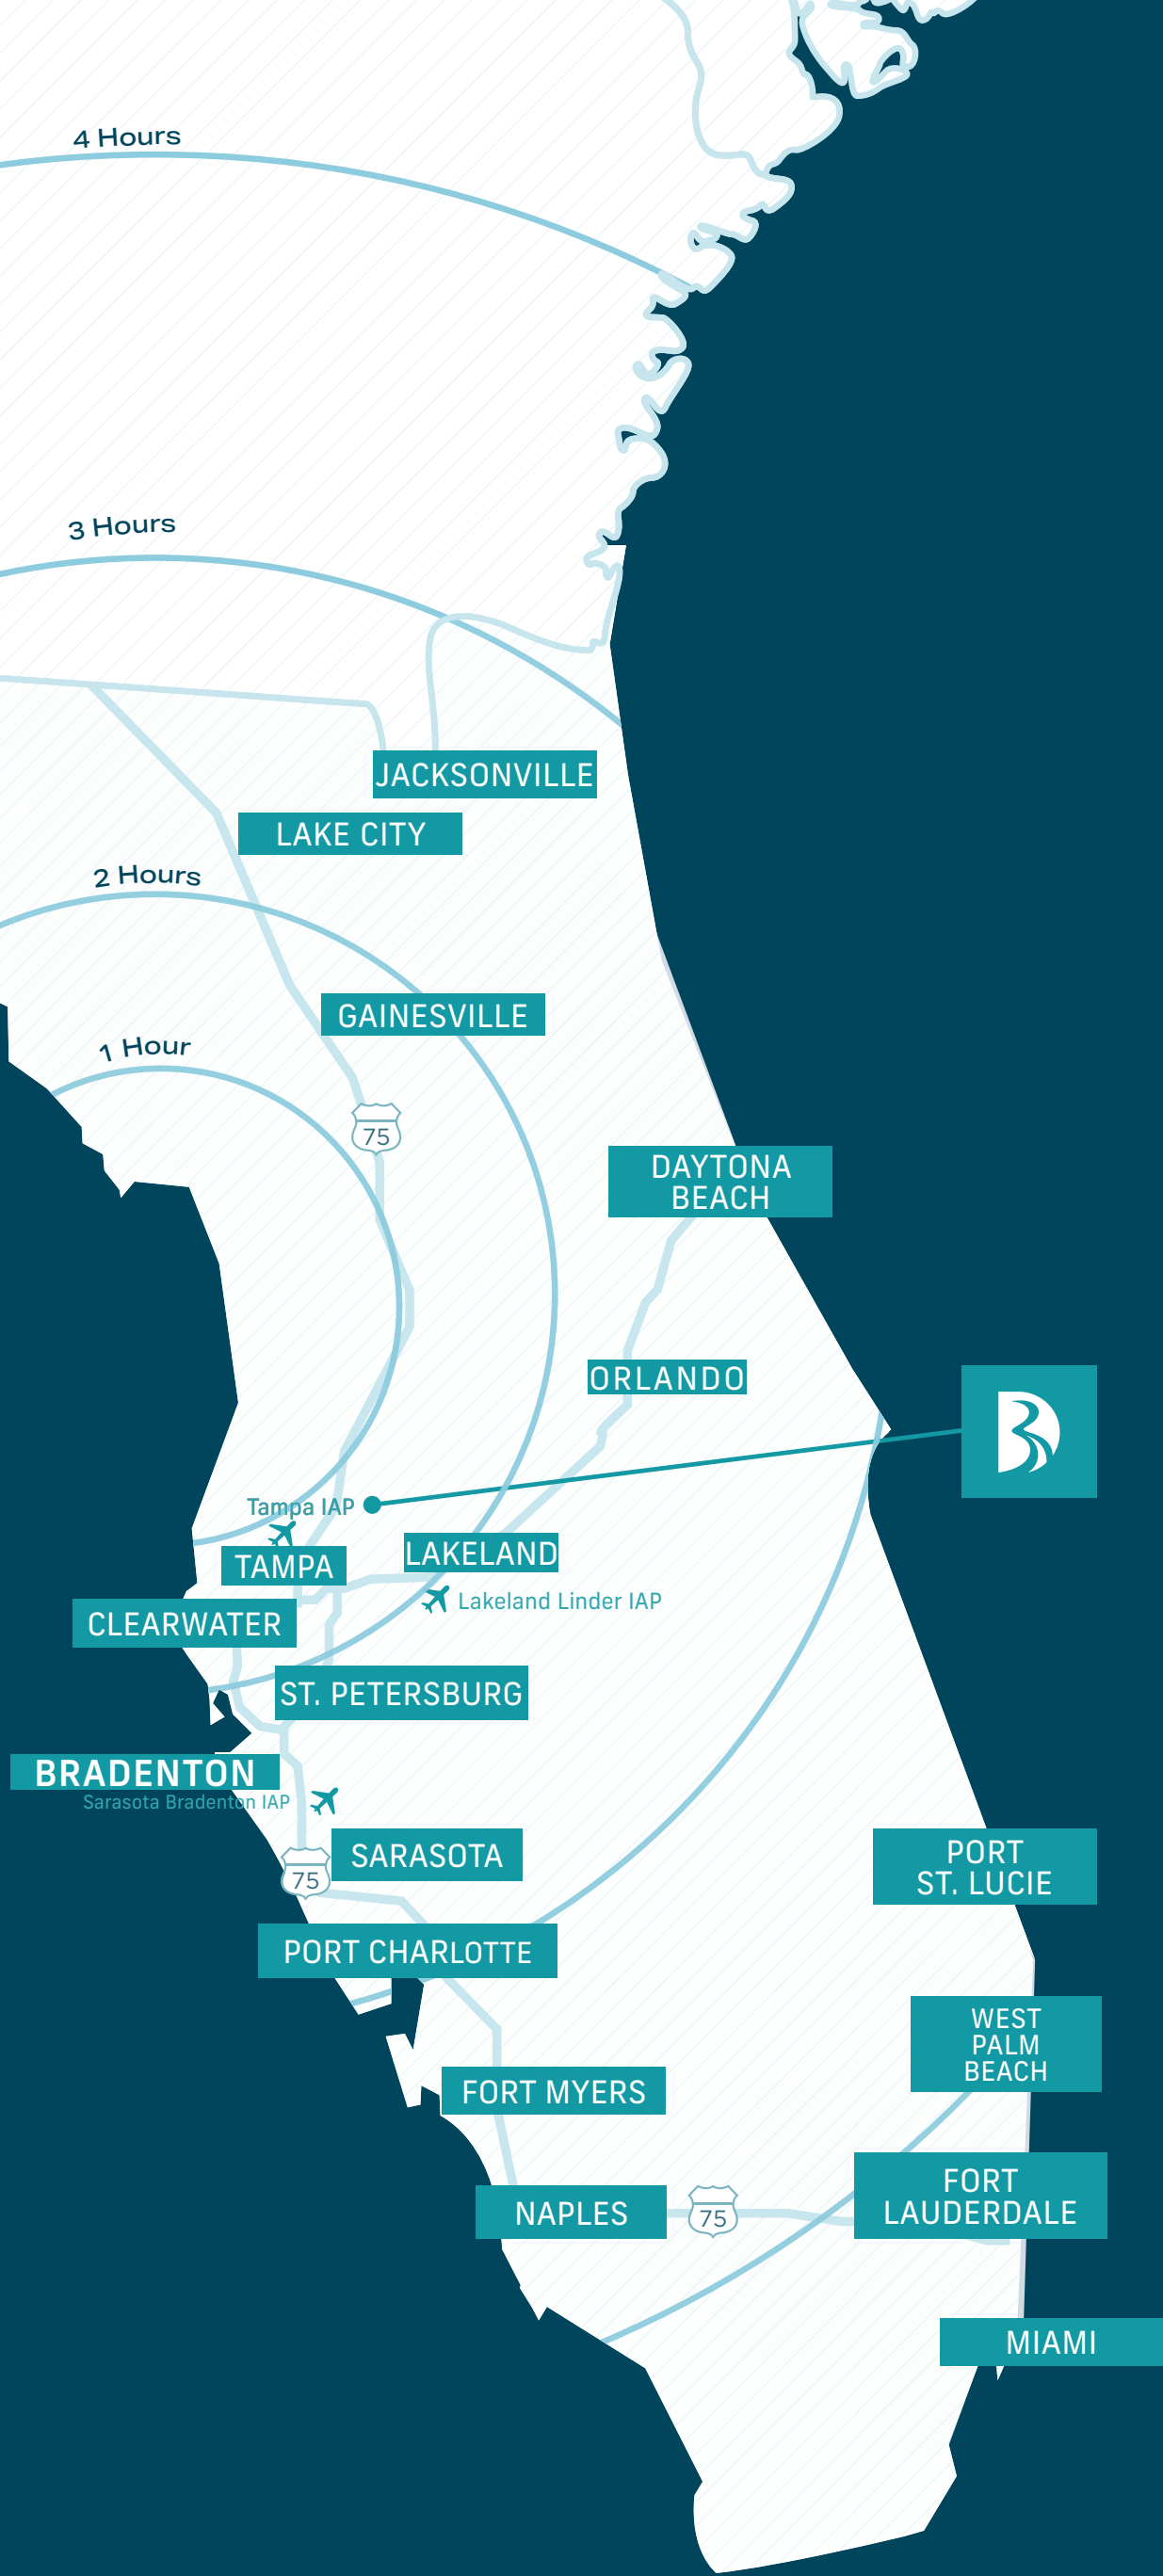 4 Hours
3 Hours
JACKSONVILLE
LAKE CITY
2 Hours
GAINESVILLE
1 Hour
75
DAYTONA
BEACH
ORLANDO
Tampa IAP
LAKELAND
TAMPA
Lakeland Linder IAP
CLEARWATER
ST. PETERSBURG
BRADENTON
Sarasota Bradenton IAP
SARASOTA
75
PORT
ST. LUCIE
PORT CHARLOTTE
WEST
PALM
BEACH
FORT MYERS
FORT
LAUDERDALE
NAPLES
75
MIAMI